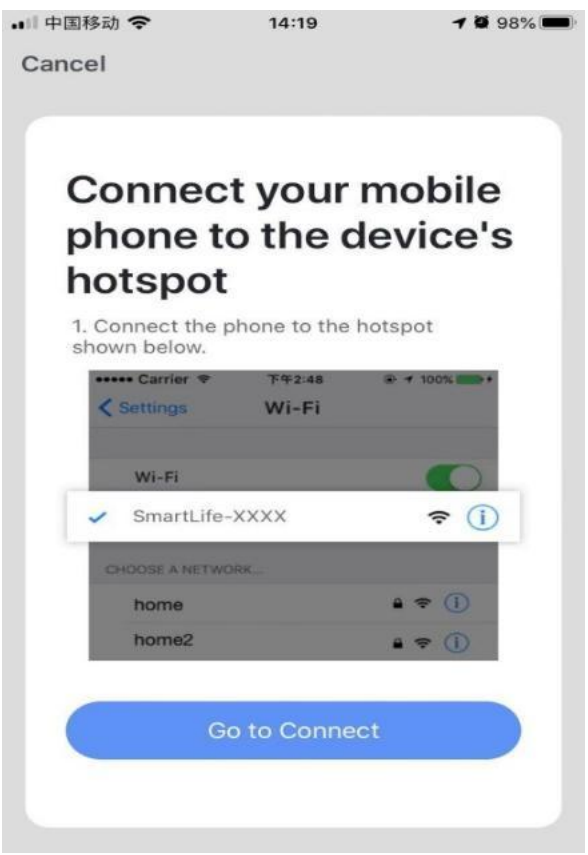 中国移动 14:19 98%
Cancel
Connect your mobile
phone to the device's
hotspot
1. Connect the phone to the hotspot
shown below.
Carrier 下午2:48 100%
Settings Wi-Fi
Wi-Fi
SmartLife-XXXX
CHOOSE A NETWORK...
home
home2
Go to Connect